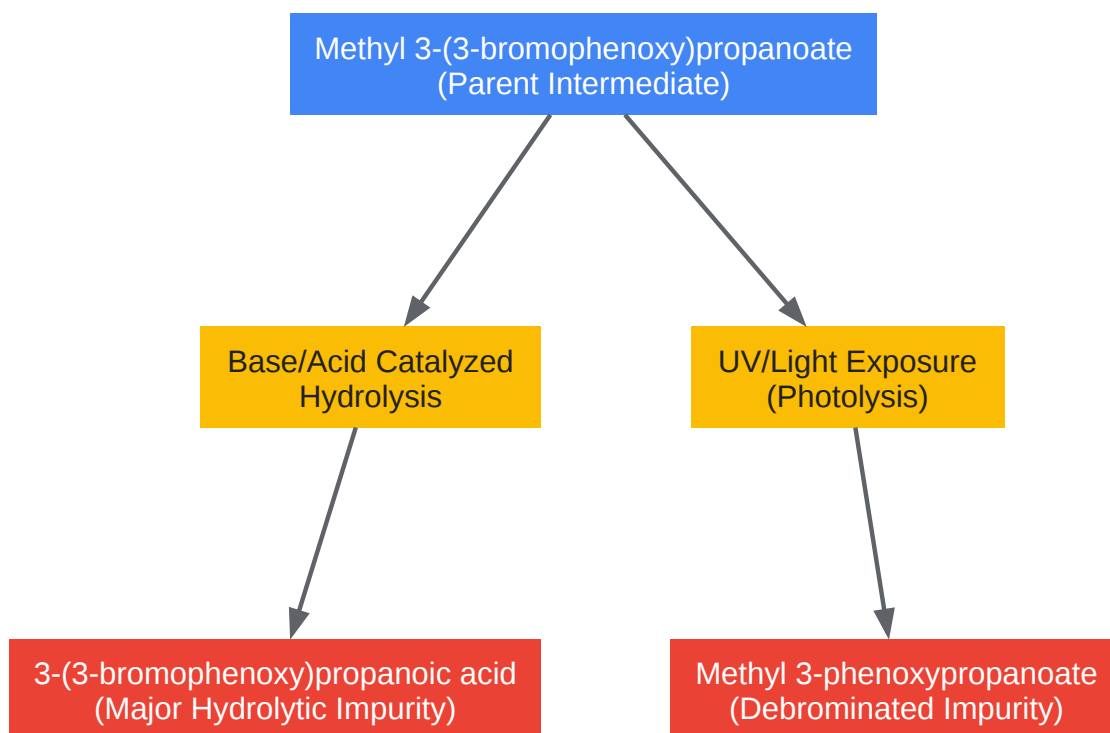 Methyl 3-(3-bromophenoxy)propanoate
(Parent Intermediate)
Base/Acid Catalyzed
Hydrolysis
UV/Light Exposure
(Photolysis)
3-(3-bromophenoxy)propanoic acid
(Major Hydrolytic Impurity)
Methyl 3-phenoxypropanoate
(Debrominated Impurity)